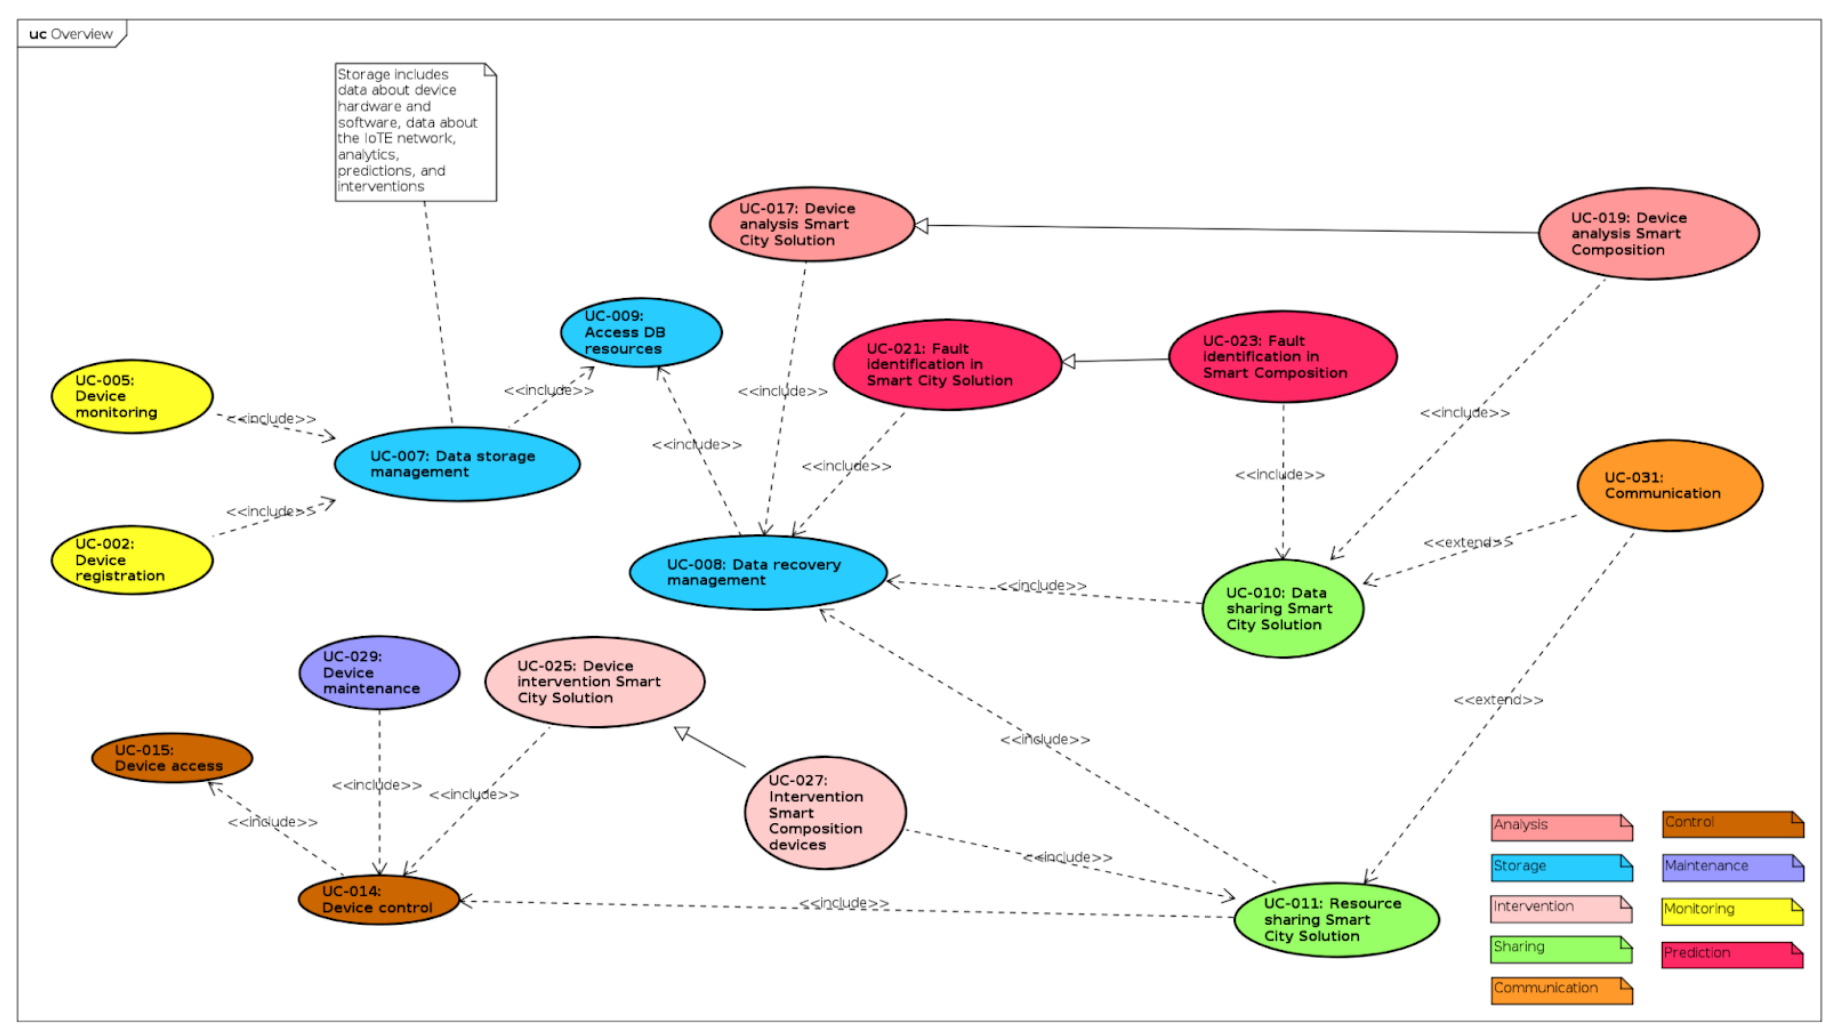 uc Overview
Storage includes
data about device
hardware and
software, data about
the IoTE network,
analytics,
predictions, and
interventions
UC-017: Device
analysis Smart
City Solution
UC-019: Device
analysis Smart
Composition
UC-009:
Access DB
resources
UC-021: Fault
identification in
Smart City Solution
UC-023: Fault
identification in
Smart Composition
UC-005:
Device
monitoring
<<include>>
<<include>>
<<include>>
<<include>>
<<include>>
<<include>>
<<include>>
UC-007: Data storage
management
UC-031:
Communication
<<include>>
<<include>>
UC-002:
Device
registration
<<extend>>
UC-008: Data recovery
management
<<include>>
UC-010: Data
sharing Smart
City Solution
UC-029:
Device
maintenance
UC-025: Device
intervention Smart
City Solution
<<extend>>
<<include>>
UC-015:
Device access
<<include>>
<<include>>
<<include>>
UC-027:
Intervention
Smart
Composition
devices
<<include>>
UC-014:
Device control
<<include>>
UC-011: Resource
sharing Smart
City Solution
Analysis
Control
Storage
Maintenance
Intervention
Monitoring
Sharing
Prediction
Communication